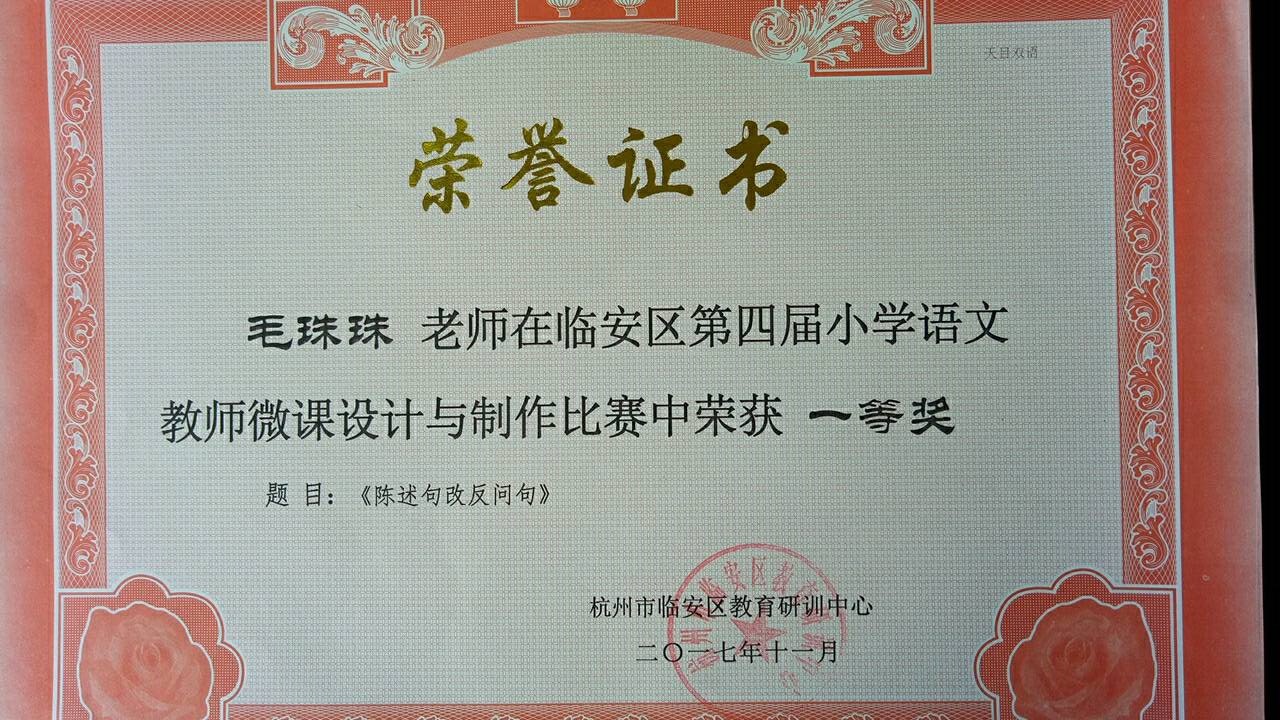 天目双语
荣誉证书
毛珠珠 老师在临安区第四届小学语文
教师微课设计与制作比赛中荣获 一等奖
题 目：《陈述句改反问句》
杭州市临安区教育研训中心
二〇一七年十一月